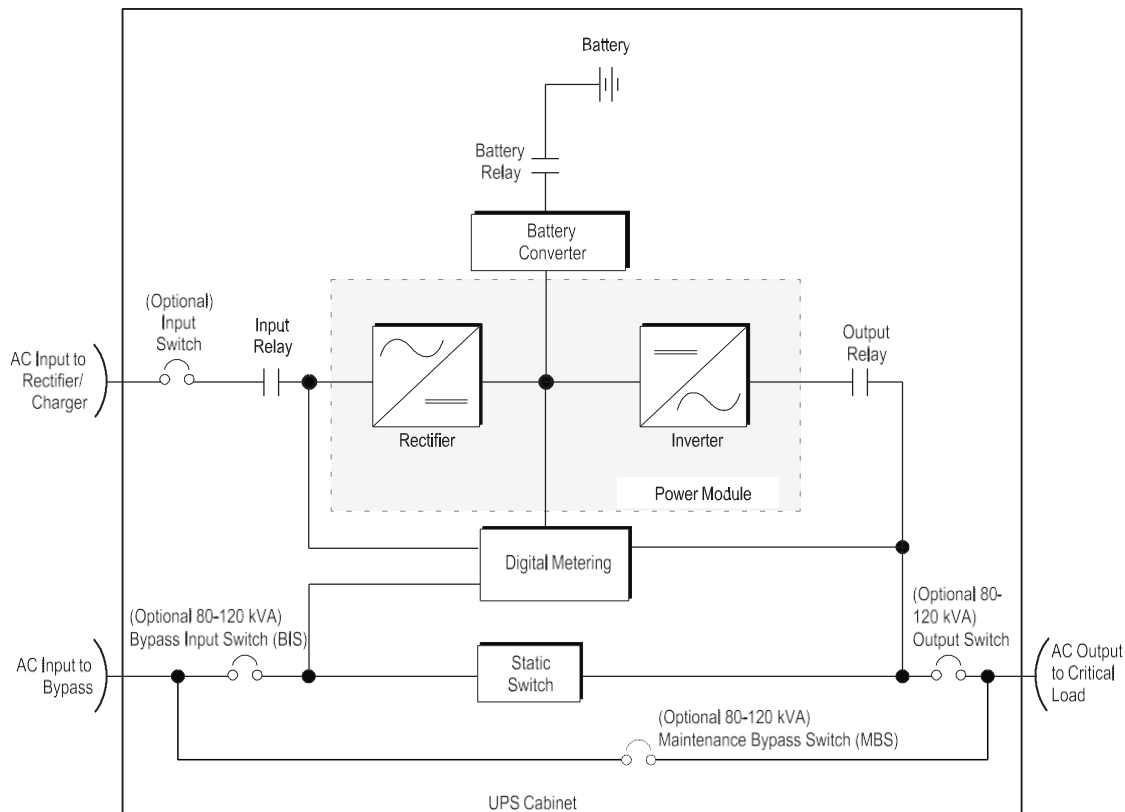 Battery
Battery
Relay
Battery
Converter
(Optional)
Input
Switch
Input
Relay
Output
Relay
AC Input to
Rectifier/
Charger
Rectifier
Inverter
Power Module
Digital Metering
(Optional 80-120 kVA)
Bypass Input Switch (BIS)
(Optional 80-
120 kVA)
Output Switch
AC Input to
Bypass
Static
Switch
AC Output
to Critical
Load
(Optional 80-120 kVA)
Maintenance Bypass Switch (MBS)
UPS Cabinet